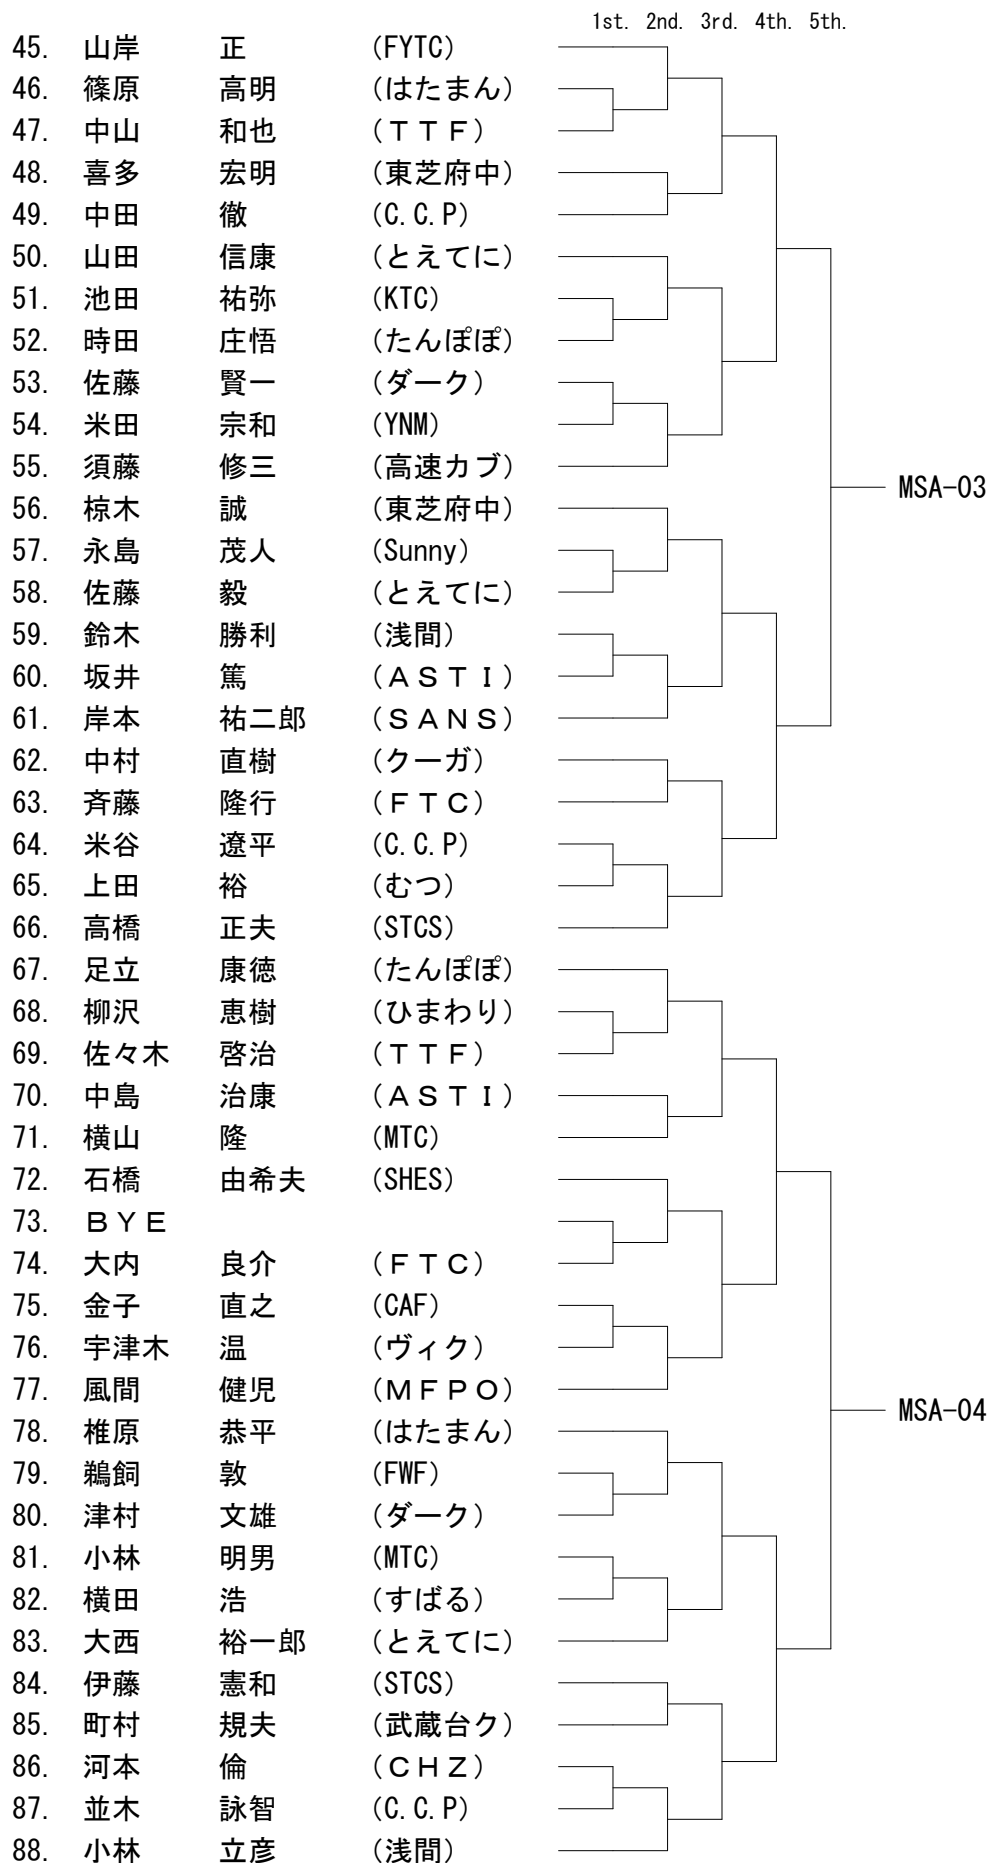 1st. 2nd. 3rd. 4th. 5th.
45. 山岸 正 (FYTC)
46. 篠原 高明 (はたまん)
47. 中山 和也 (ＴＴＦ)
48. 喜多 宏明 (東芝府中)
49. 中田 徹 (C.C.P)
50. 山田 信康 (とえてに)
51. 池田 祐弥 (KTC)
52. 時田 庄悟 (たんぽぽ)
53. 佐藤 賢一 (ダーク)
54. 米田 宗和 (YNM)
55. 須藤 修三 (高速カブ)
MSA-03
56. 椋木 誠 (東芝府中)
57. 永島 茂人 (Sunny)
58. 佐藤 毅 (とえてに)
59. 鈴木 勝利 (浅間)
60. 坂井 篤 (ＡＳＴＩ)
61. 岸本 祐二郎 (ＳＡＮＳ)
62. 中村 直樹 (クーガ)
63. 斉藤 隆行 (ＦＴＣ)
64. 米谷 遼平 (C.C.P)
65. 上田 裕 (むつ)
66. 高橋 正夫 (STCS)
67. 足立 康徳 (たんぽぽ)
68. 柳沢 恵樹 (ひまわり)
69. 佐々木 啓治 (ＴＴＦ)
70. 中島 治康 (ＡＳＴＩ)
71. 横山 隆 (MTC)
72. 石橋 由希夫 (SHES)
73. ＢＹＥ
74. 大内 良介 (ＦＴＣ)
75. 金子 直之 (CAF)
76. 宇津木 温 (ヴィク)
77. 風間 健児 (ＭＦＰＯ)
MSA-04
78. 椎原 恭平 (はたまん)
79. 鵜飼 敦 (FWF)
80. 津村 文雄 (ダーク)
81. 小林 明男 (MTC)
82. 横田 浩 (すばる)
83. 大西 裕一郎 (とえてに)
84. 伊藤 憲和 (STCS)
85. 町村 規夫 (武蔵台ク)
86. 河本 倫 (ＣＨＺ)
87. 並木 詠智 (C.C.P)
88. 小林 立彦 (浅間)